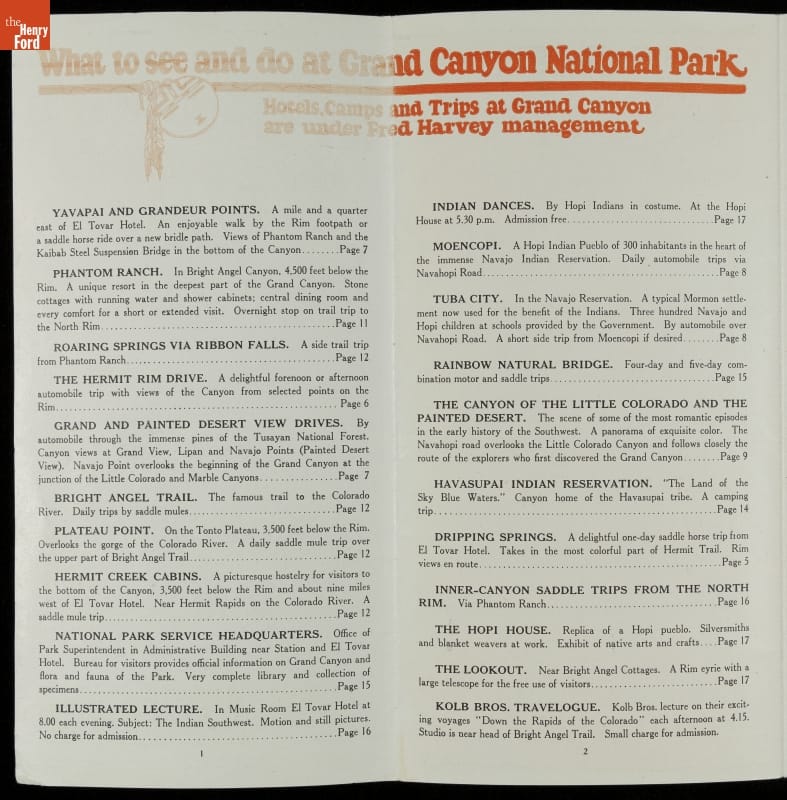 the
Henry
Ford
What to see and do at Grand Canyon National Park
Hotels, Camps and Trips at Grand Canyon
are under Fred Harvey management
YAVAPAI AND GRANDEUR POINTS. A mile and a quarter
east of El Tovar Hotel. An enjoyable walk by the Rim footpath or
a saddle horse ride over a new bridle path. Views of Phantom Ranch and the
Kaibab Steel Suspension Bridge in the bottom of the Canyon........Page 7
PHANTOM RANCH. In Bright Angel Canyon, 4,500 feet below the
Rim. A unique resort in the deepest part of the Grand Canyon. Stone
cottages with running water and shower cabinets; central dining room and
every comfort for a short or extended visit. Overnight stop on trail trip to
the North Rim....................Page 11
ROARING SPRINGS VIA RIBBON FALLS. A side trail trip
from Phantom Ranch....................Page 12
THE HERMIT RIM DRIVE. A delightful forenoon or afternoon
automobile trip with views of the Canyon from selected points on the
Rim....................Page 6
GRAND AND PAINTED DESERT VIEW DRIVES. By
automobile through the immense pines of the Tusayan National Forest.
Canyon views at Grand View, Lipan and Navajo Points (Painted Desert
View). Navajo Point overlooks the beginning of the Grand Canyon at the
junction of the Little Colorado and Marble Canyons................Page 7
BRIGHT ANGEL TRAIL. The famous trail to the Colorado
River. Daily trips by saddle mules....................Page 12
PLATEAU POINT. On the Tonto Plateau, 3,500 feet below the Rim.
Overlooks the gorge of the Colorado River. A daily saddle mule trip over
the upper part of Bright Angel Trail....................Page 12
HERMIT CREEK CABINS. A picturesque hostelry for visitors to
the bottom of the Canyon, 3,500 feet below the Rim and about nine miles
west of El Tovar Hotel. Near Hermit Rapids on the Colorado River. A
saddle mule trip....................Page 12
NATIONAL PARK SERVICE HEADQUARTERS. Office of
Park Superintendent in Administrative Building near Station and El Tovar
Hotel. Bureau for visitors provides official information on Grand Canyon and
flora and fauna of the Park. Very complete library and collection of
specimens....................Page 15
ILLUSTRATED LECTURE. In Music Room El Tovar Hotel at
8.00 each evening. Subject: The Indian Southwest. Motion and still pictures.
No charge for admission....................Page 16
1
INDIAN DANCES. By Hopi Indians in costume. At the Hopi
House at 5.30 p.m. Admission free....................Page 17
MOENCOPI. A Hopi Indian Pueblo of 300 inhabitants in the heart of
the immense Navajo Indian Reservation. Daily automobile trips via
Navahopi Road....................Page 8
TUBA CITY. In the Navajo Reservation. A typical Mormon settle-
ment now used for the benefit of the Indians. Three hundred Navajo and
Hopi children at schools provided by the Government. By automobile over
Navahopi Road. A short side trip from Moencopi if desired........Page 8
RAINBOW NATURAL BRIDGE. Four-day and five-day com-
bination motor and saddle trips....................Page 15
THE CANYON OF THE LITTLE COLORADO AND THE
PAINTED DESERT. The scene of some of the most romantic episodes
in the early history of the Southwest. A panorama of exquisite color. The
Navahopi road overlooks the Little Colorado Canyon and follows closely the
route of the explorers who first discovered the Grand Canyon........Page 9
HAVASUPAI INDIAN RESERVATION. "The Land of the
Sky Blue Waters." Canyon home of the Havasupai tribe. A camping
trip....................Page 14
DRIPPING SPRINGS. A delightful one-day saddle horse trip from
El Tovar Hotel. Takes in the most colorful part of Hermit Trail. Rim
views en route....................Page 5
INNER-CANYON SADDLE TRIPS FROM THE NORTH
RIM. Via Phantom Ranch....................Page 16
THE HOPI HOUSE. Replica of a Hopi pueblo. Silversmiths
and blanket weavers at work. Exhibit of native arts and crafts....Page 17
THE LOOKOUT. Near Bright Angel Cottages. A Rim eyrie with a
large telescope for the free use of visitors....................Page 17
KOLB BROS. TRAVELOGUE. Kolb Bros. lecture on their excit-
ing voyages "Down the Rapids of the Colorado" each afternoon at 4.15.
Studio is near head of Bright Angel Trail. Small charge for admission.
2